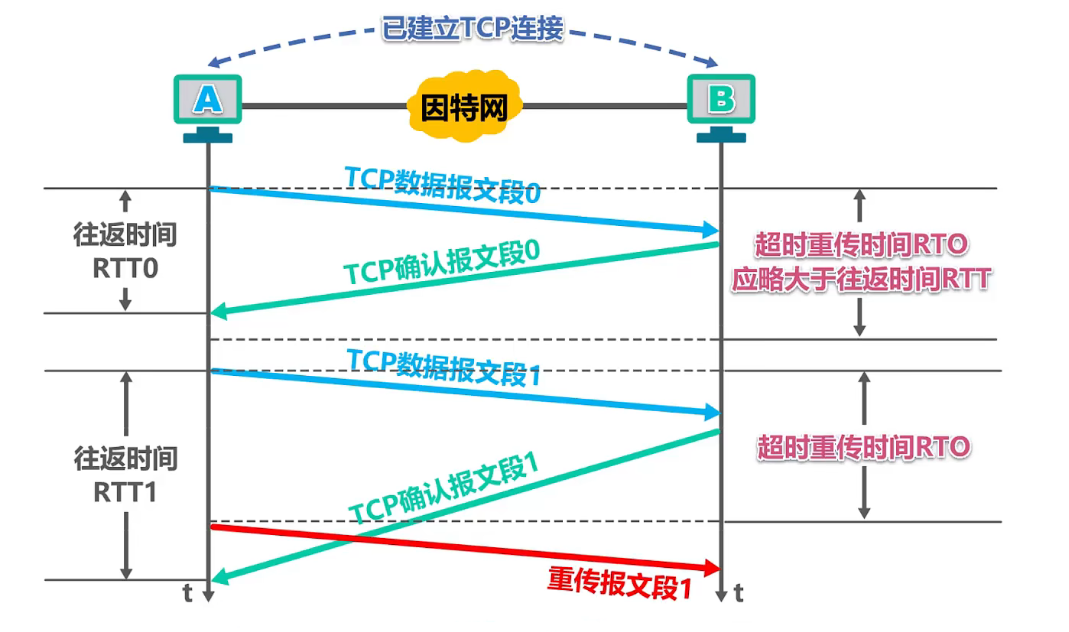 已建立TCP连接
A
因特网
B
TCP数据报文段0
往返时间
RTT0
TCP确认报文段0
超时重传时间RTO
应略大于往返时间RTT
TCP数据报文段1
往返时间
RTT1
TCP确认报文段1
超时重传时间RTO
重传报文段1
t
t